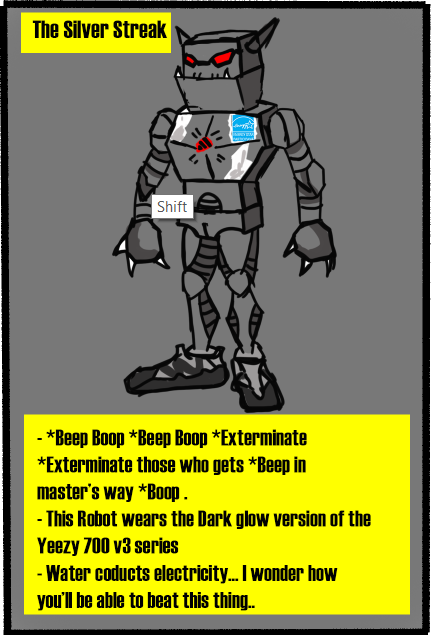 The Silver Streak
Shift
- *Beep Boop *Beep Boop *Exterminate
*Exterminate those who gets *Beep in
master's way *Boop .
- This Robot wears the Dark glow version of the
Yeezy 700 v3 series
- Water coducts electricity... I wonder how
you'll be able to beat this thing..